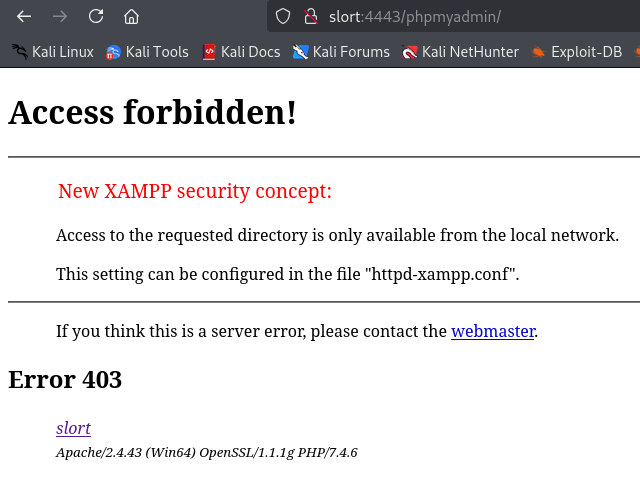 slort:4443/phpmyadmin/
Kali Linux Kali Tools Kali Docs Kali Forums Kali NetHunter Exploit-DB
Access forbidden!
New XAMPP security concept:
Access to the requested directory is only available from the local network.
This setting can be configured in the file "httpd-xampp.conf".
If you think this is a server error, please contact the webmaster.
Error 403
slort
Apache/2.4.43 (Win64) OpenSSL/1.1.1g PHP/7.4.6